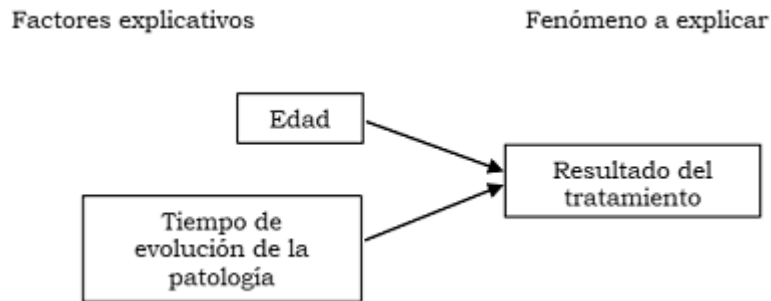 Factores explicativos
Fenómeno a explicar
Edad
Resultado del
tratamiento
Tiempo de
evolución de la
patología